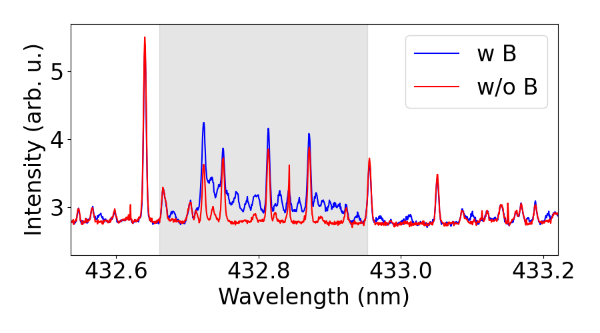 w B
w/o B
Intensity (arb. u.)
5
4
3
432.6 432.8 433.0 433.2
Wavelength (nm)